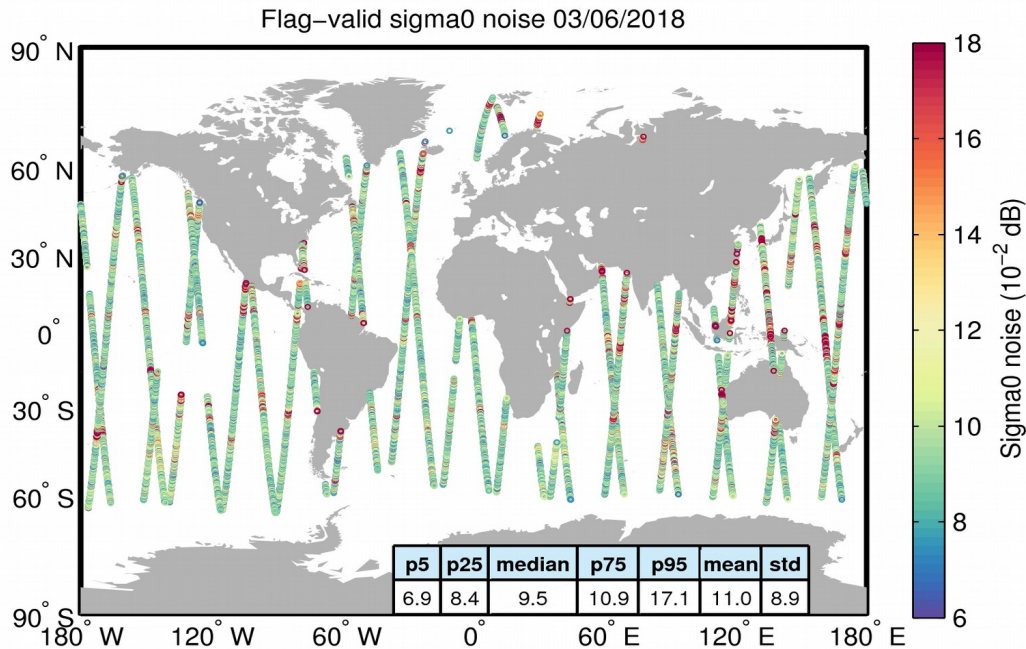 Flag−valid sigma0 noise 03/06/2018
90° N
60° N
30° N
0°
30° S
60° S
90° S
180° W
120° W
60° W
0°
60° E
120° E
180° E
p5 p25 median p75 p95 mean std
6.9 8.4 9.5 10.9 17.1 11.0 8.9
18
16
14
12
10
8
6
Sigma0 noise (10⁻² dB)